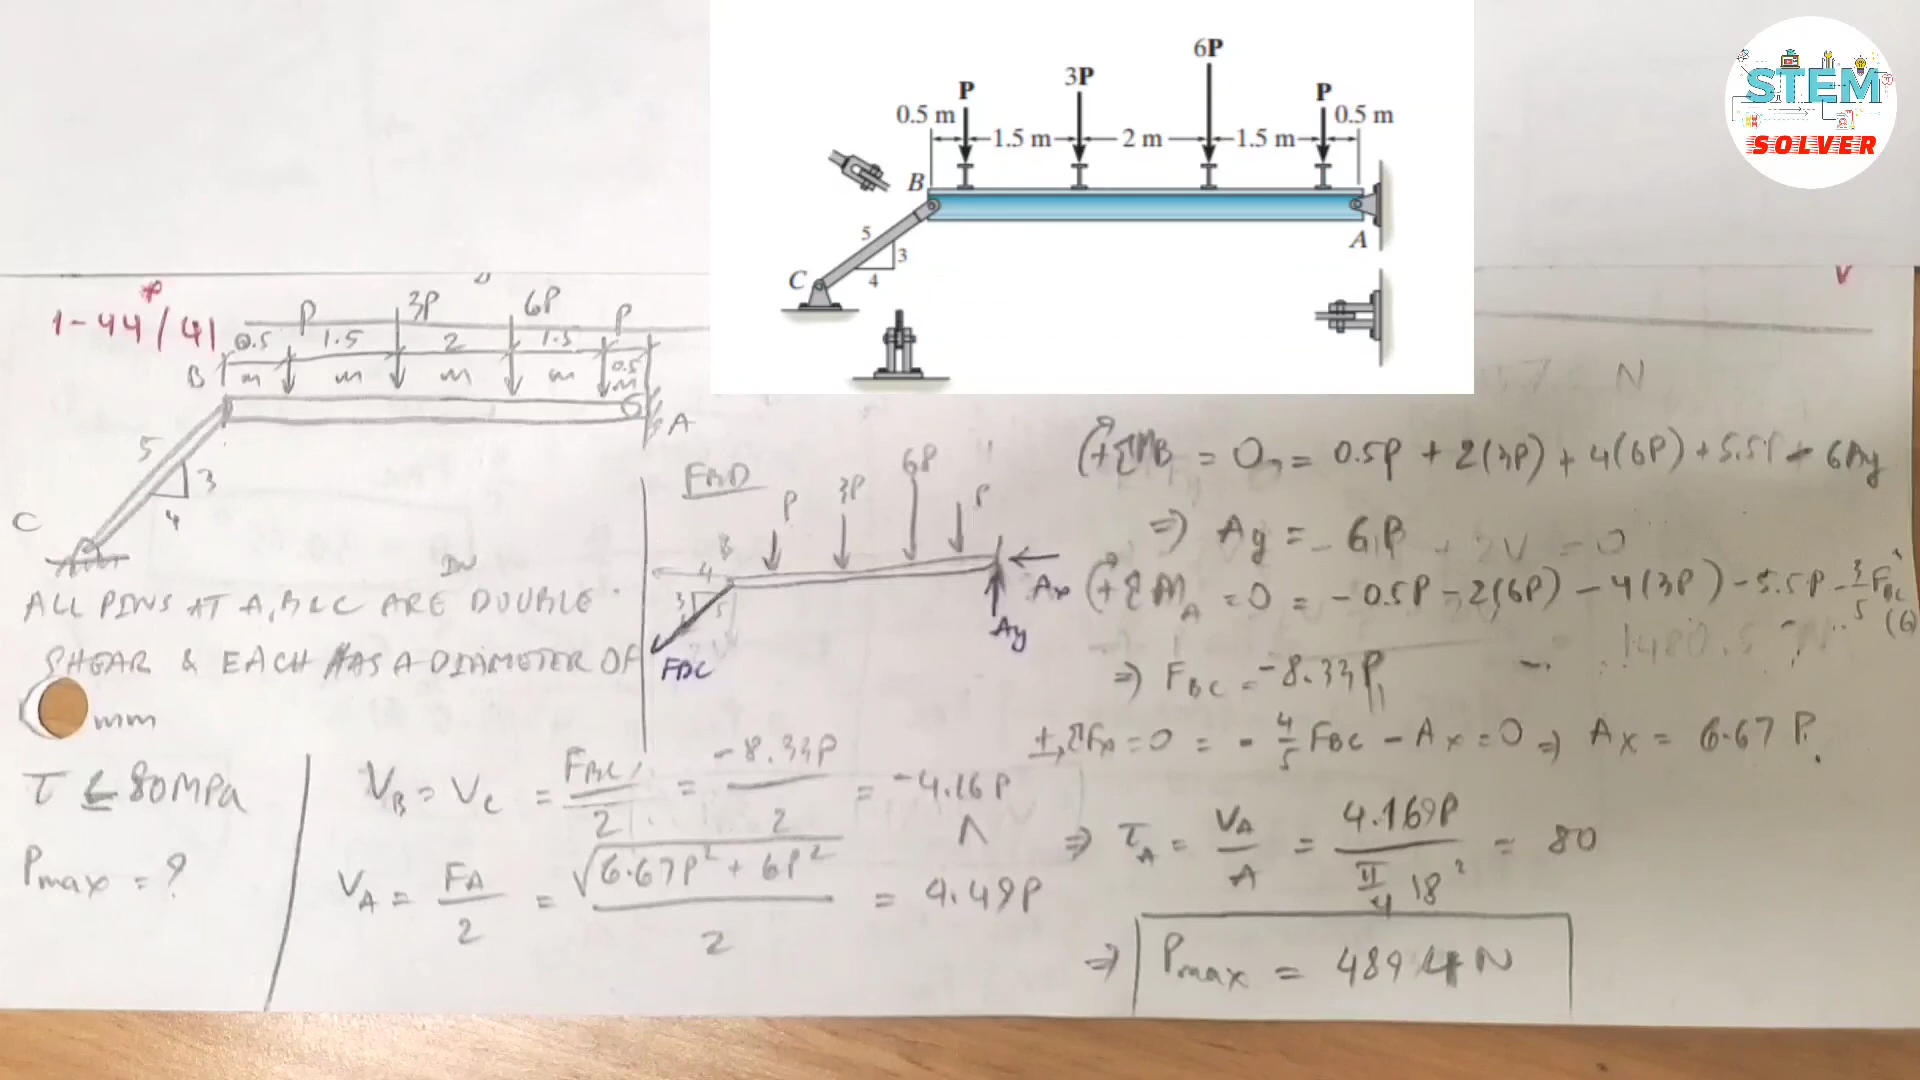 6P
3P
P
P
0.5 m
0.5 m
1.5 m
2 m
1.5 m
B
A
5
3
4
C
STEM
SOLVER
1-44/41
P
3P
6P
P
0.5
1.5
2
1.5
0.5
m
m
m
m
m
B
A
5
3
4
C
ALL PINS AT A, B & C ARE DOUBLE
SHEAR & EACH HAS A DIAMETER OF
mm
τ ≤ 80MPa
Pmax = ?
FBD
P
3P
6P
P
B
4
3
5
FBC
Ax
Ay
+ΣMB = 0 = 0.5P + 2(3P) + 4(6P) + 5.5P - 6Ay
⇒ Ay = 6P
+ΣMA = 0 = -0.5P - 2(6P) - 4(3P) - 5.5P - 3/5 FBC (6)
⇒ FBC = -8.33P
+ΣFx = 0 = - 4/5 FBC - Ax = 0 ⇒ Ax = 6.67 P.
VB = VC = FBC/2 = -8.33P/2 = -4.16P
VA = FA/2 = √6.67P² + 6P²/2 = 4.49P
⇒ τA = VA/A = 4.169P/π/4 18² = 80
⇒ Pmax = 4894 N